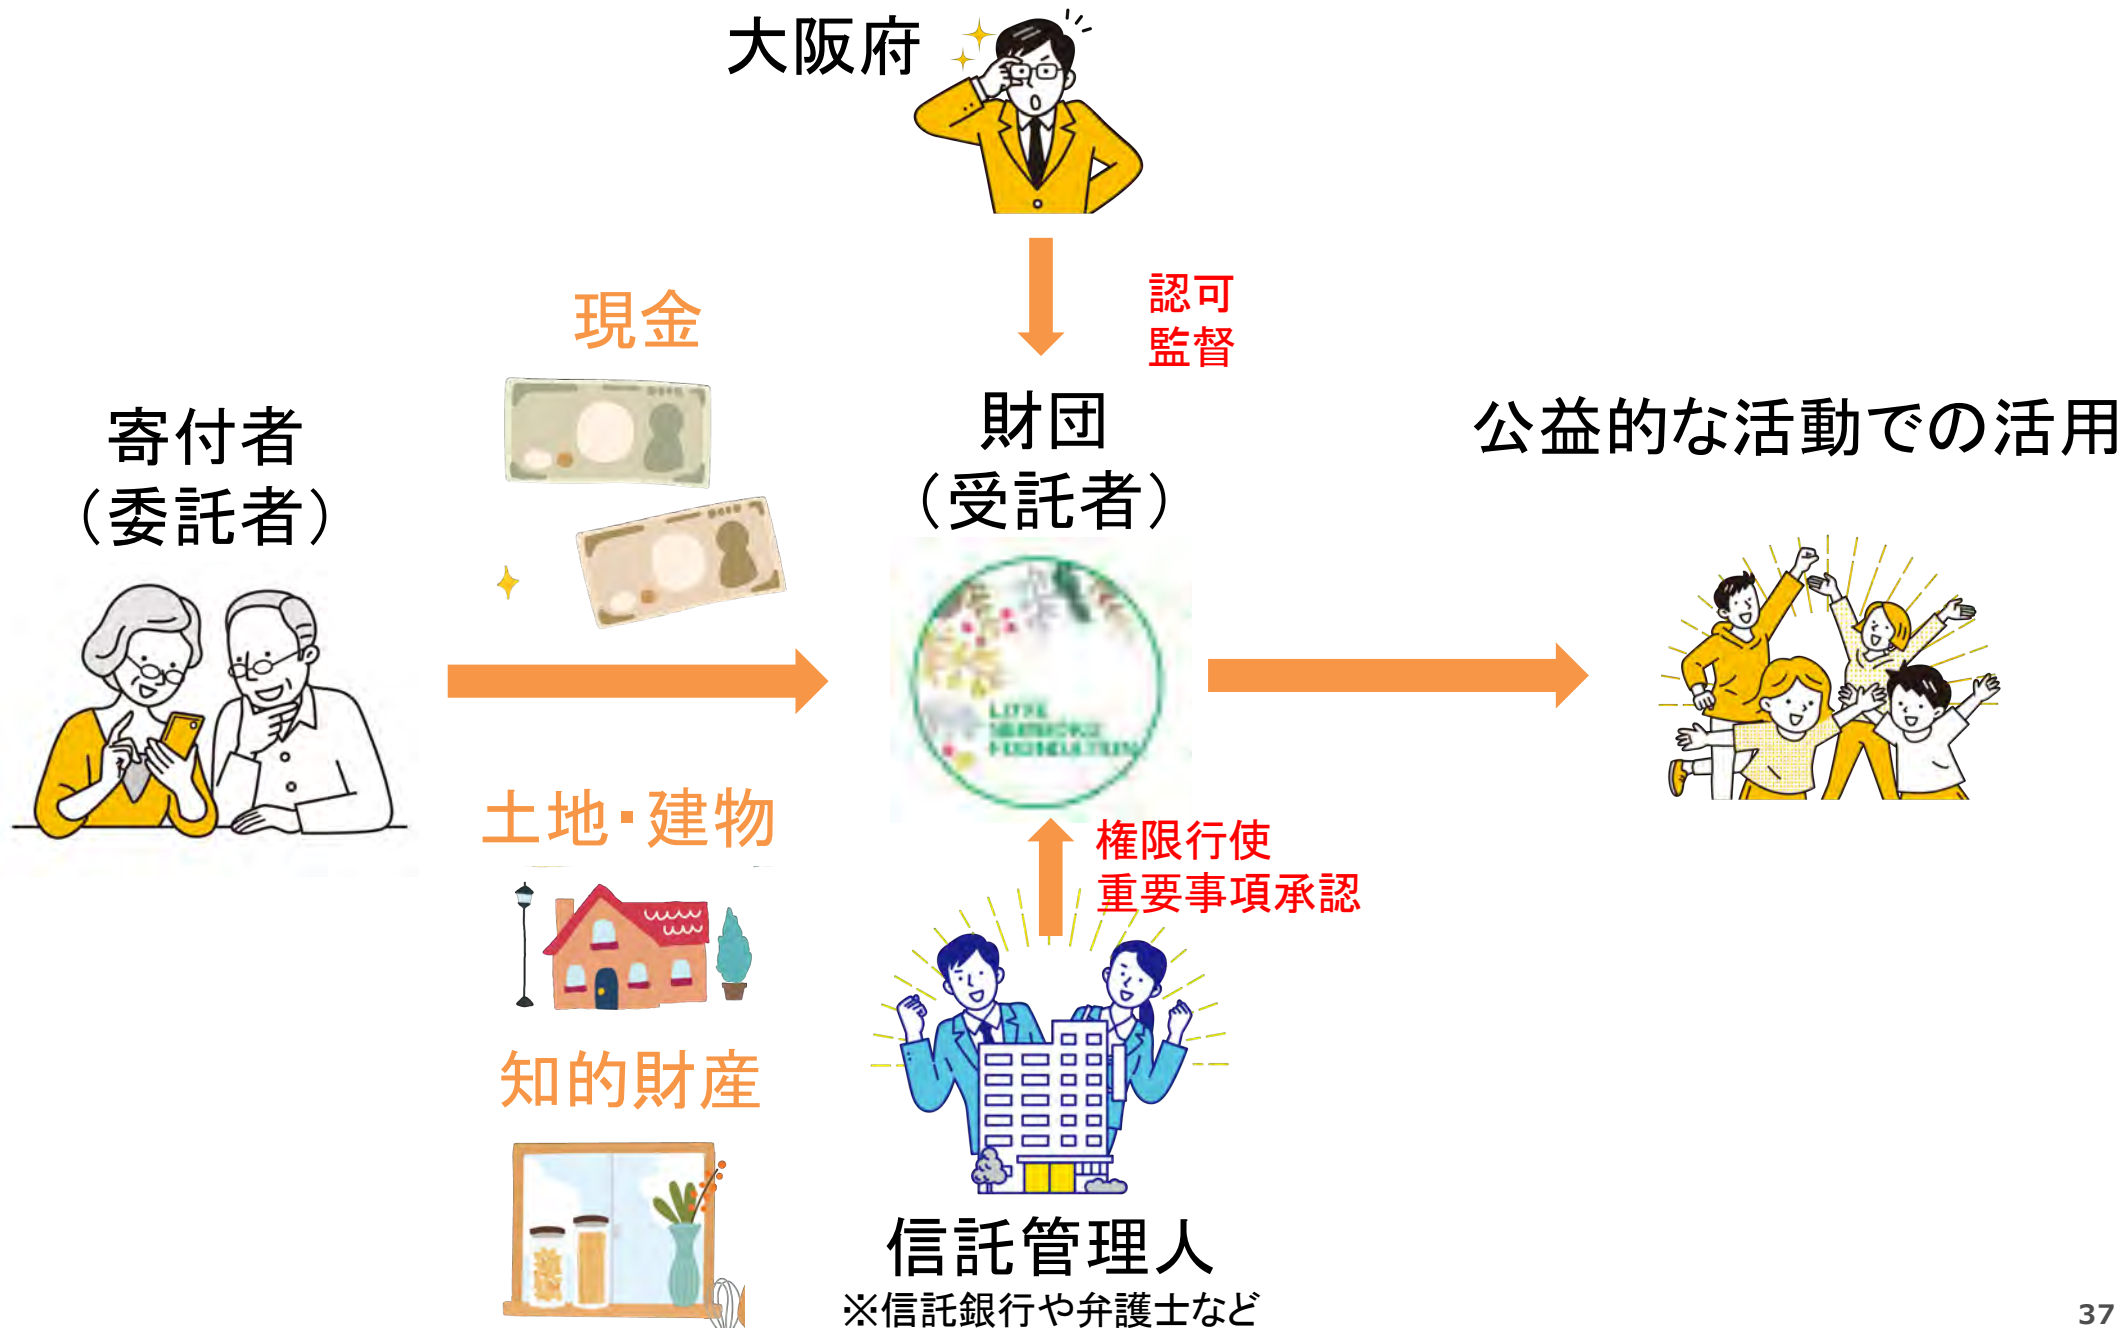 大阪府
認可
監督
現金
寄付者
（委託者）
財団
（受託者）
公益的な活動での活用
土地・建物
権限行使
重要事項承認
知的財産
信託管理人
※信託銀行や弁護士など
37